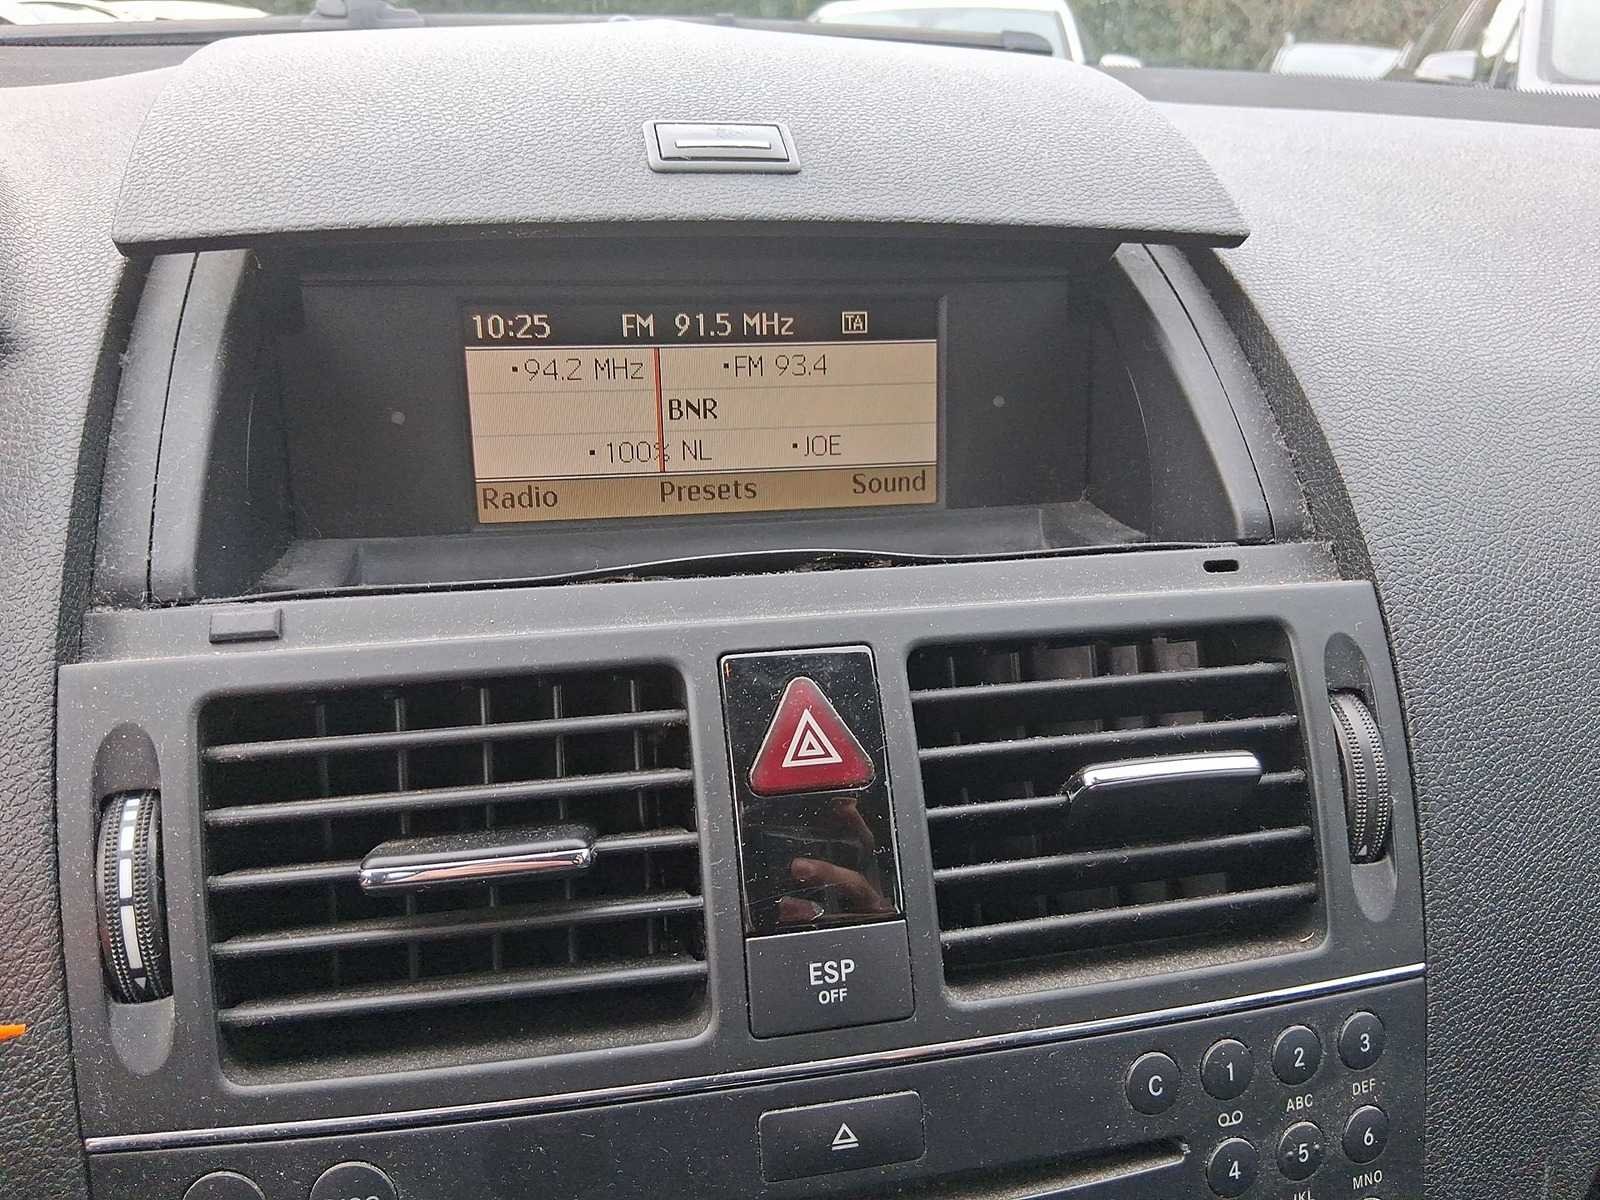 10:25 FM 91.5 MHz TA
·94.2 MHz ·FM 93.4
BNR
·100% NL ·JOE
Radio Presets Sound
ESP
OFF
C 1 2 3
ABC DEF
4 5 6
JKL MNO